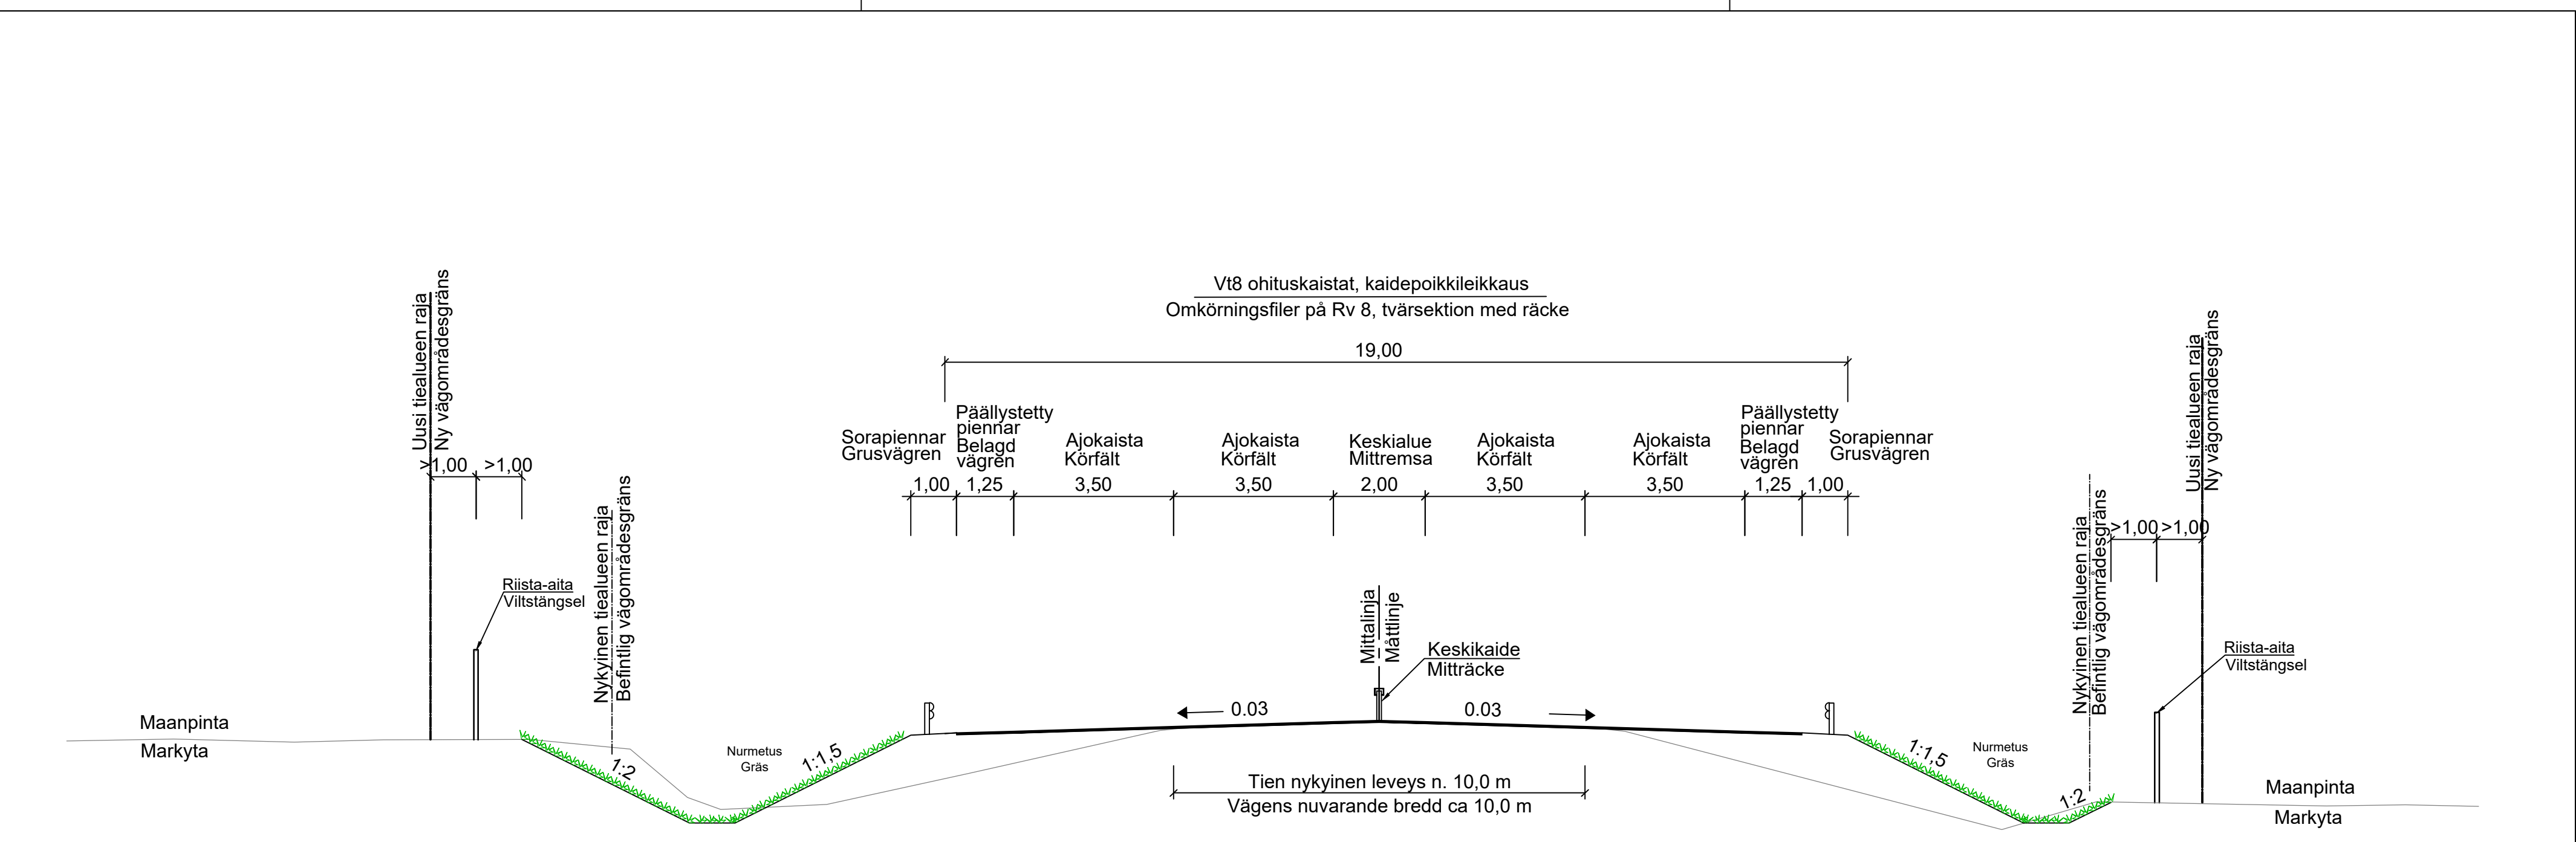 Vt8 ohituskaistat, kaidepoikkileikkaus
Omkörningsfiler på Rv 8, tvärsektion med räcke
19,00
Uusi tiealueen raja
Ny vägområdesgräns
>1,00 >1,00
Riista-aita
Viltstängsel
Nykyinen tiealueen raja
Befintlig vägområdesgräns
Maanpinta
Markyta
1:2
Nurmetus
Gräs
1:1,5
Sorapiennar
Grusvägren
1,00
Päällystetty
piennar
Belagd
vägren
1,25
Ajokaista
Körfält
3,50
Ajokaista
Körfält
3,50
Keskialue
Mittremsa
2,00
Ajokaista
Körfält
3,50
Ajokaista
Körfält
3,50
Päällystetty
piennar
Belagd
vägren
1,25
Sorapiennar
Grusvägren
1,00
Mittalinja
Måttlinje
Keskikaide
Mitträcke
0.03
0.03
Tien nykyinen leveys n. 10,0 m
Vägens nuvarande bredd ca 10,0 m
1:1,5
Nurmetus
Gräs
1:2
Nykyinen tiealueen raja
Befintlig vägområdesgräns
>1,00 >1,00
Uusi tiealueen raja
Ny vägområdesgräns
Riista-aita
Viltstängsel
Maanpinta
Markyta